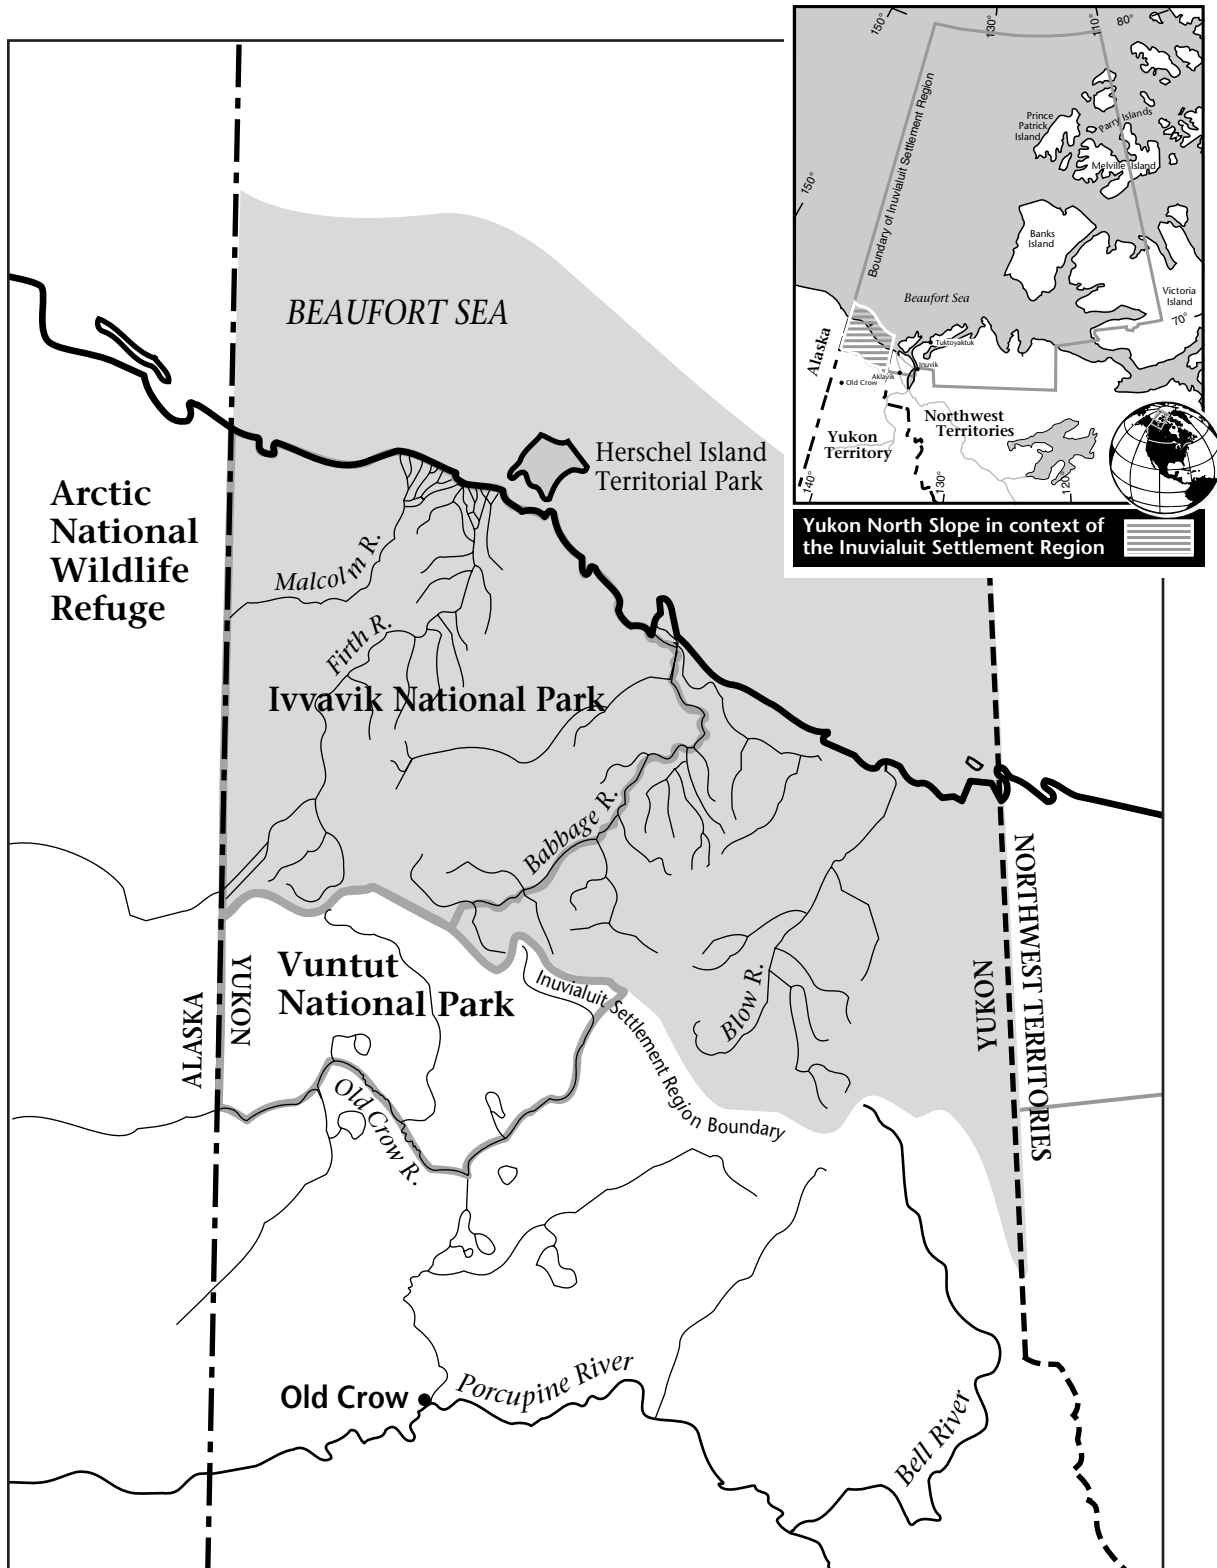 BEAUFORT SEA
Herschel Island
Territorial Park
Arctic
National
Wildlife
Refuge
Malcolm R.
Firth R.
Ivvavik National Park
Babbage R.
Vuntut
National Park
Inuvialuit Settlement Region Boundary
Blow R.
ALASKA
YUKON
YUKON
NORTHWEST TERRITORIES
Old Crow R.
Old Crow
Porcupine River
Bell River
150°
130°
110°
80°
Boundary of Inuvialuit Settlement Region
Prince
Patrick
Island
Parry Islands
Melville Island
150°
Banks
Island
Victoria
Island
70°
Beaufort Sea
Alaska
Tuktoyaktuk
Inuvik
Aklavik
Old Crow
Northwest
Territories
Yukon
Territory
140°
130°
120°
Yukon North Slope in context of
the Inuvialuit Settlement Region